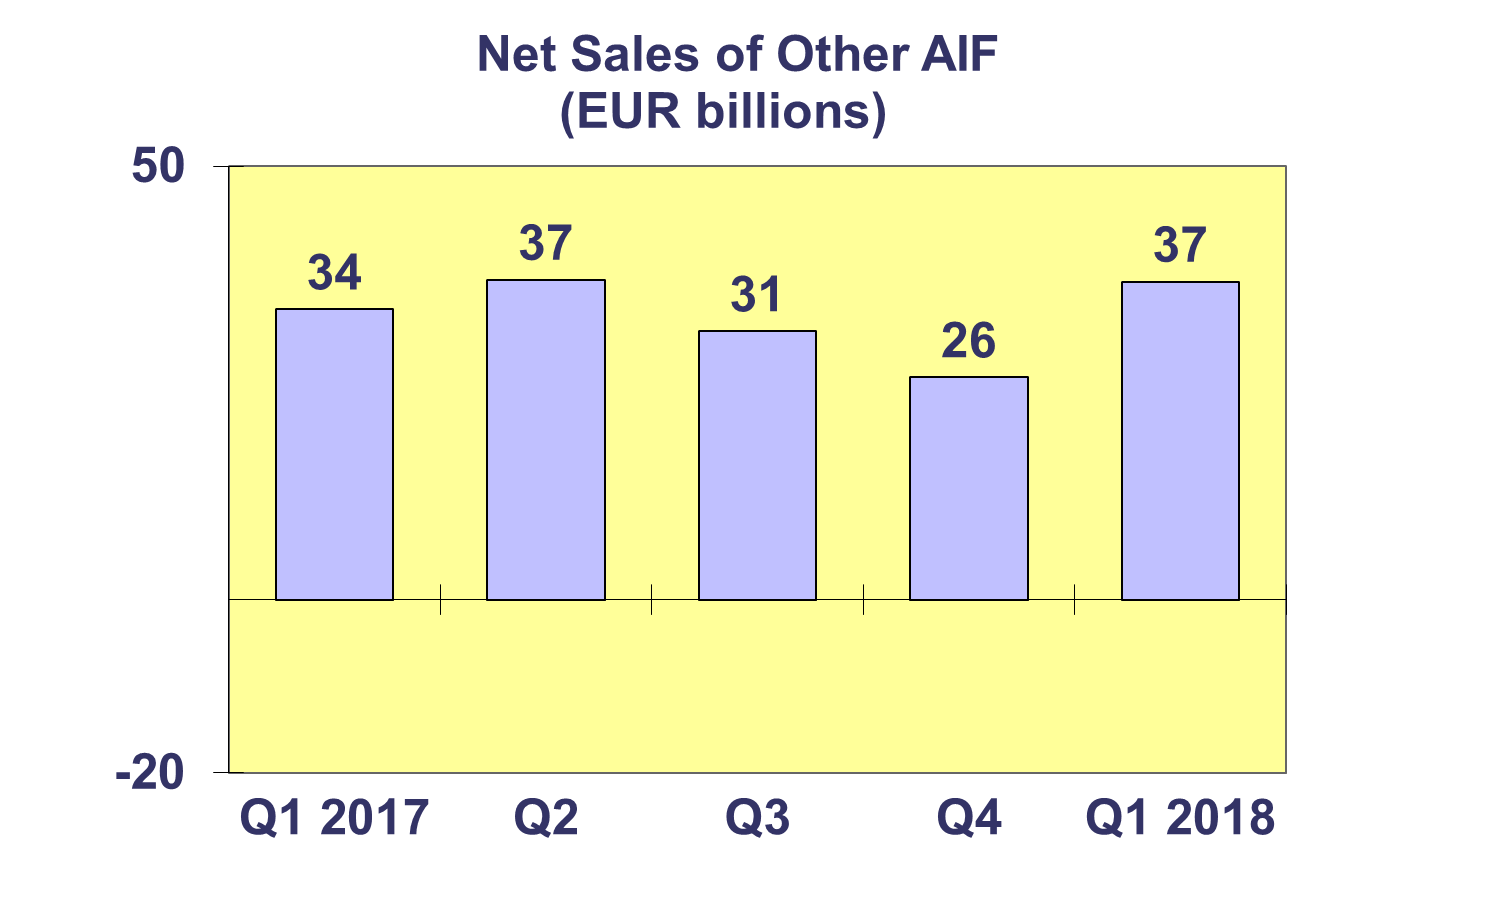 Net Sales of Other AIF
(EUR billions)
50
34
37
31
26
37
-20
Q1 2017
Q2
Q3
Q4
Q1 2018